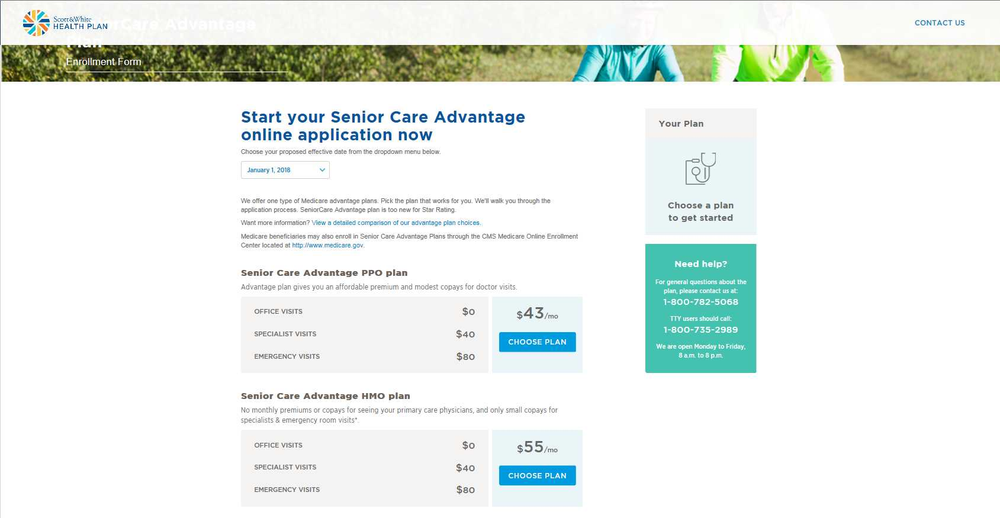 Scott&White
HEALTH PLAN
SeniorCare Advantage
Plan
CONTACT US
Enrollment Form
Start your Senior Care Advantage
online application now
Choose your proposed effective date from the dropdown menu below.
January 1, 2018
We offer one type of Medicare advantage plans. Pick the plan that works for you. We'll walk you through the
application process. SeniorCare Advantage plan is too new for Star Rating.
Want more information? View a detailed comparison of our advantage plan choices.
Medicare beneficiaries may also enroll in Senior Care Advantage Plans through the CMS Medicare Online Enrollment
Center located at http://www.medicare.gov.
Senior Care Advantage PPO plan
Advantage plan gives you an affordable premium and modest copays for doctor visits.
OFFICE VISITS $0
SPECIALIST VISITS $40
EMERGENCY VISITS $80
$43/mo
CHOOSE PLAN
Senior Care Advantage HMO plan
No monthly premiums or copays for seeing your primary care physicians, and only small copays for
specialists & emergency room visits*.
OFFICE VISITS $0
SPECIALIST VISITS $40
EMERGENCY VISITS $80
$55/mo
CHOOSE PLAN
Your Plan
Choose a plan
to get started
Need help?
For general questions about the
plan, please contact us at:
1-800-782-5068
TTY users should call:
1-800-735-2989
We are open Monday to Friday,
8 a.m. to 8 p.m.